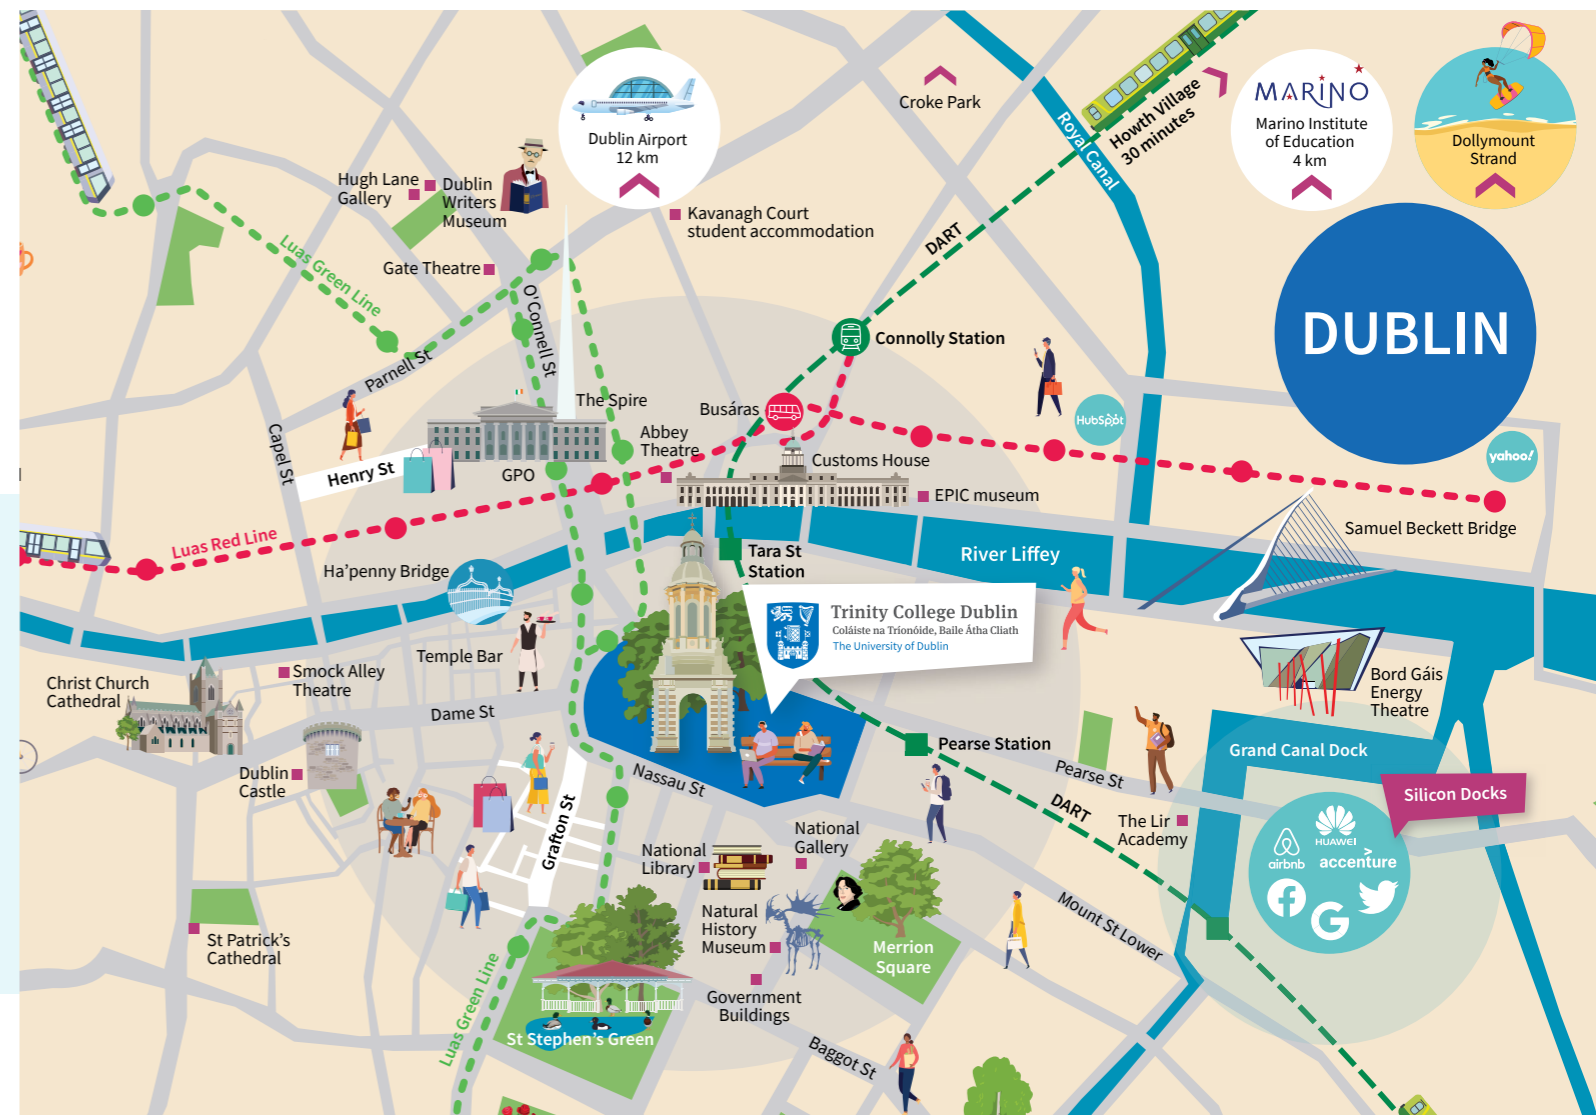 Croke Park
Royal Canal
Howth Village
30 minutes
MARINO
Marino Institute
of Education
4 km
Dollymount
Strand
Dublin Airport
12 km
Hugh Lane
Gallery
Dublin
Writers
Museum
Kavanagh Court
student accommodation
DART
Luas Green Line
Gate Theatre
O'Connell St
DUBLIN
Connolly Station
Parnell St
The Spire
Busáras
HubSpot
yahoo!
Capel St
Henry St
GPO
Abbey
Theatre
Customs House
EPIC museum
Samuel Beckett Bridge
Luas Red Line
Ha'penny Bridge
Tara St
Station
River Liffey
Trinity College Dublin
Coláiste na Tríonóide, Baile Átha Cliath
The University of Dublin
Temple Bar
Smock Alley
Theatre
Christ Church
Cathedral
Bord Gáis
Energy
Theatre
Dame St
Pearse Station
Grand Canal Dock
Dublin
Castle
Nassau St
Pearse St
DART
Silicon Docks
The Lir
Academy
HUAWEI
airbnb
accenture
Grafton St
National
Library
National
Gallery
Natural
History
Museum
Merrion
Square
Mount St Lower
St Patrick's
Cathedral
Government
Buildings
Luas Green Line
St Stephen's Green
Baggot St